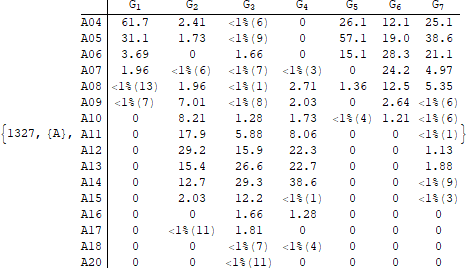 G1 G2 G3 G4 G5 G6 G7
A04 61.7 2.41 <1%(6) 0 26.1 12.1 25.1
A05 31.1 1.73 <1%(9) 0 57.1 19.0 38.6
A06 3.69 0 1.66 0 15.1 28.3 21.1
A07 1.96 <1%(6) <1%(7) <1%(3) 0 24.2 4.97
A08 <1%(13) 1.96 <1%(1) 2.71 1.36 12.5 5.35
A09 <1%(7) 7.01 <1%(8) 2.03 0 2.64 <1%(6)
A10 0 8.21 1.28 1.73 <1%(4) 1.21 <1%(6)
{1327, {A}, A11 0 17.9 5.88 8.06 0 0 <1%(1)}
A12 0 29.2 15.9 22.3 0 0 1.13
A13 0 15.4 26.6 22.7 0 0 1.88
A14 0 12.7 29.3 38.6 0 0 <1%(9)
A15 0 2.03 12.2 <1%(1) 0 0 <1%(3)
A16 0 0 1.66 1.28 0 0 0
A17 0 <1%(11) 1.81 0 0 0 0
A18 0 0 <1%(7) <1%(4) 0 0 0
A20 0 0 <1%(11) 0 0 0 0